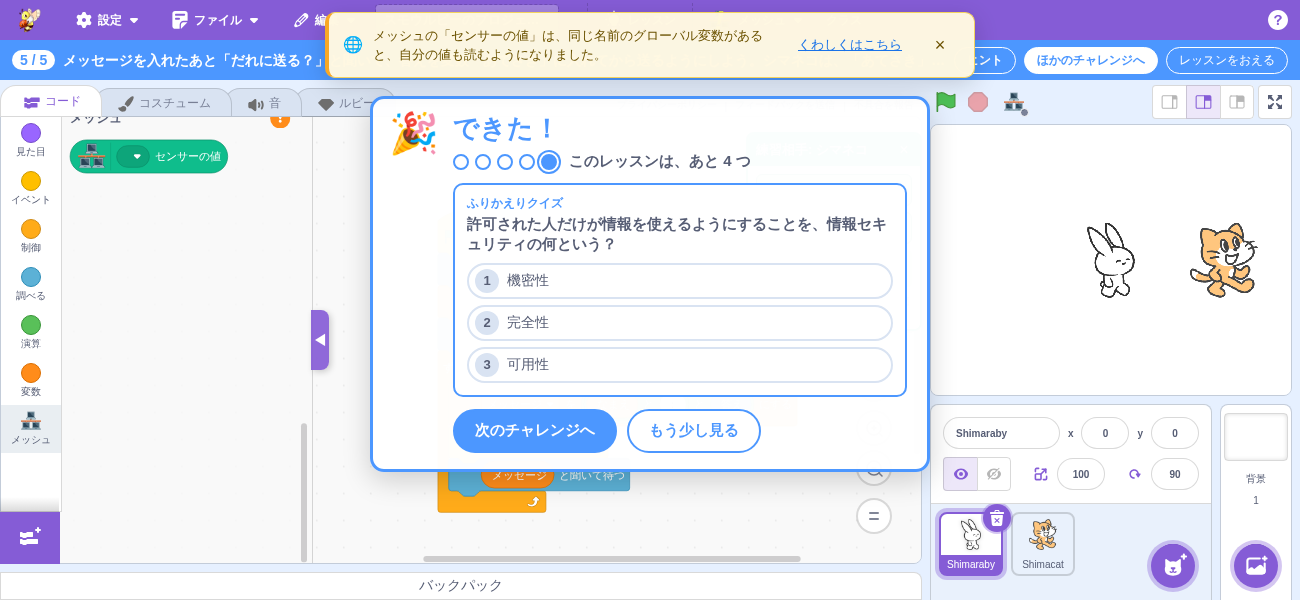 設定
ファイル
メッシュの「センサーの値」は、同じ名前のグローバル変数がある
と、自分の値も読むようになりました。
くわしくはこちら
×
?
5 / 5
メッセージを入れたあと「だれに送る？」
ほかのチャレンジへ
レッスンをおえる
コード
コスチューム
音
メッシュ
センサーの値
見た目
イベント
制御
調べる
演算
変数
メッシュ
できた！
このレッスンは、あと 4 つ
ふりかえりクイズ
許可された人だけが情報を使えるようにすることを、情報セキ
ュリティの何という？
1 機密性
2 完全性
3 可用性
次のチャレンジへ
もう少し見る
メッセージ と聞いて待つ
Shimaraby
x 0
y 0
100
90
Shimaraby
Shimacat
背景
1
バックパック